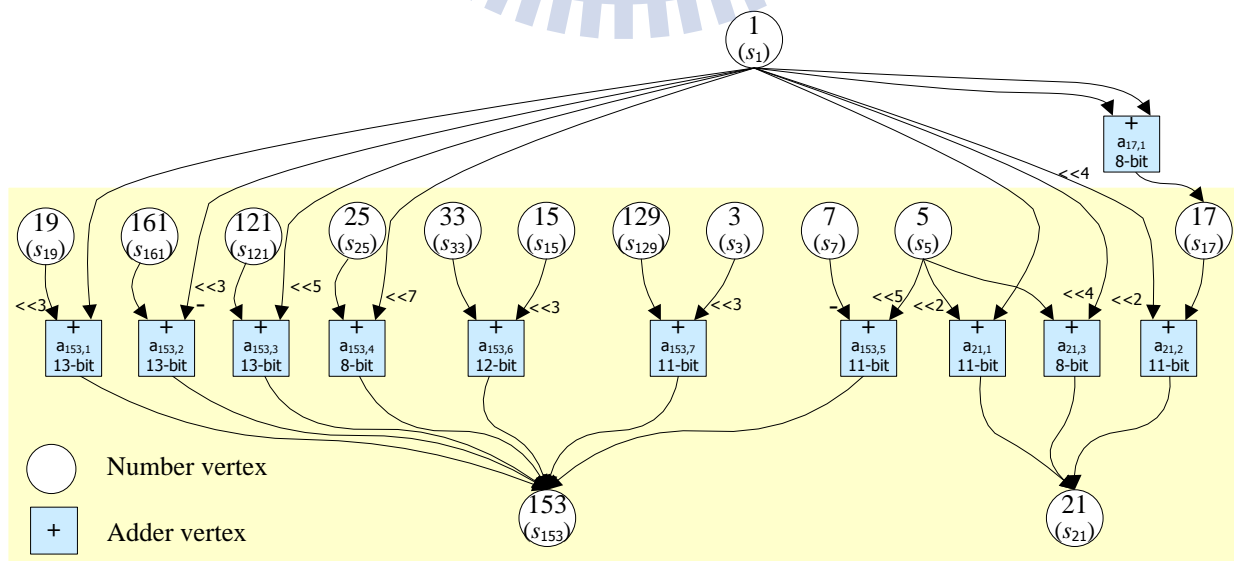 1
(s1)
+
a17,1
8-bit
<<4
19
(s19)
161
(s161)
121
(s121)
25
(s25)
33
(s33)
15
(s15)
129
(s129)
3
(s3)
7
(s7)
5
(s5)
17
(s17)
<<3
<<3
-
<<5
<<7
<<3
<<3
-
<<5
<<2
<<4
<<2
+
a153,1
13-bit
+
a153,2
13-bit
+
a153,3
13-bit
+
a153,4
8-bit
+
a153,6
12-bit
+
a153,7
11-bit
+
a153,5
11-bit
+
a21,1
11-bit
+
a21,3
8-bit
+
a21,2
11-bit
Number vertex
153
(s153)
21
(s21)
+
Adder vertex